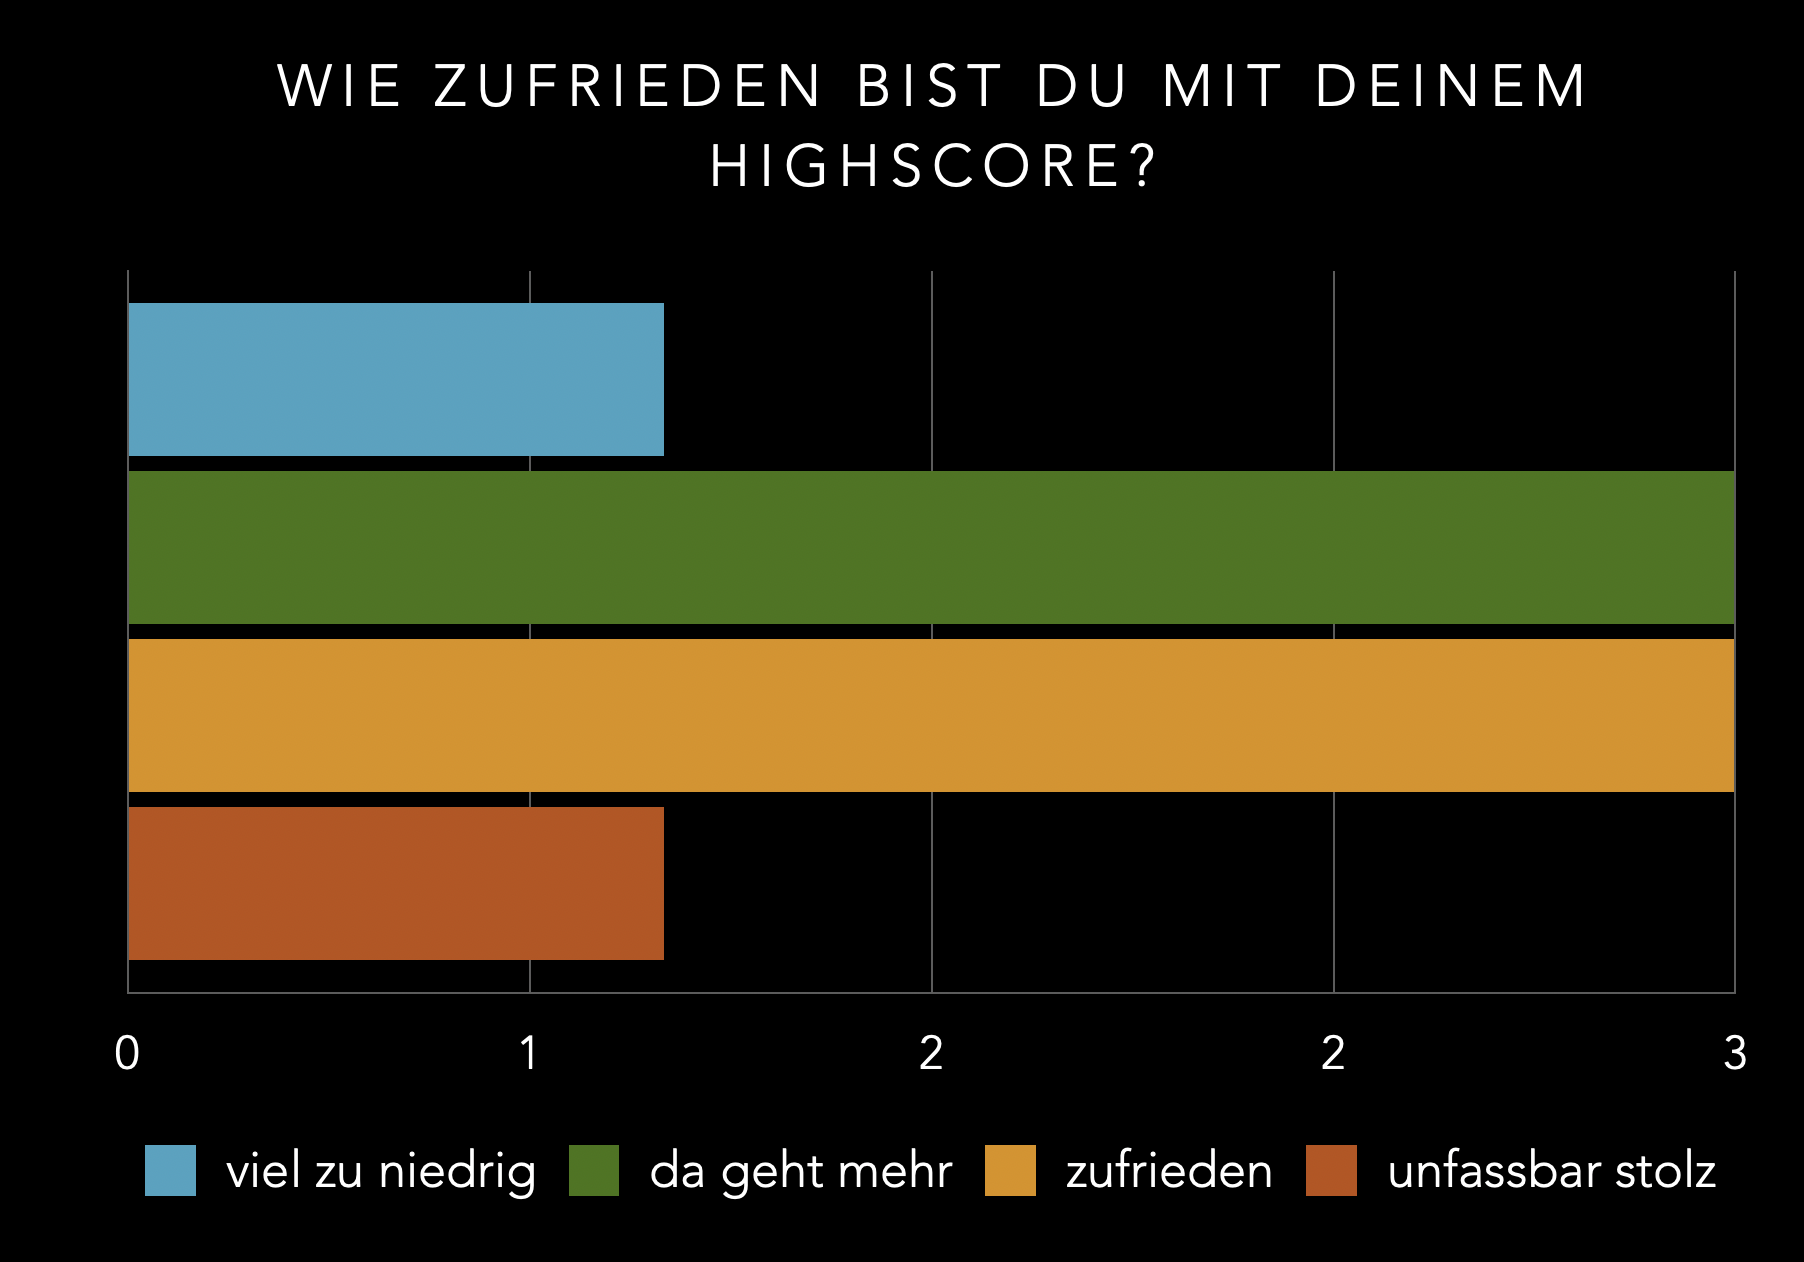 WIE ZUFRIEDEN BIST DU MIT DEINEM
HIGHSCORE?
0 1 2 2 3
viel zu niedrig da geht mehr zufrieden unfassbar stolz